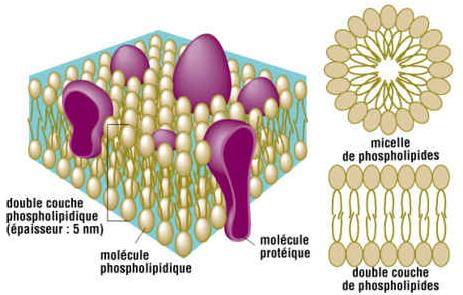 double couche
phospholipidique
(épaisseur : 5 nm)
molécule
phospholipidique
molécule
protéique
micelle
de phospholipides
double couche
de phospholipides